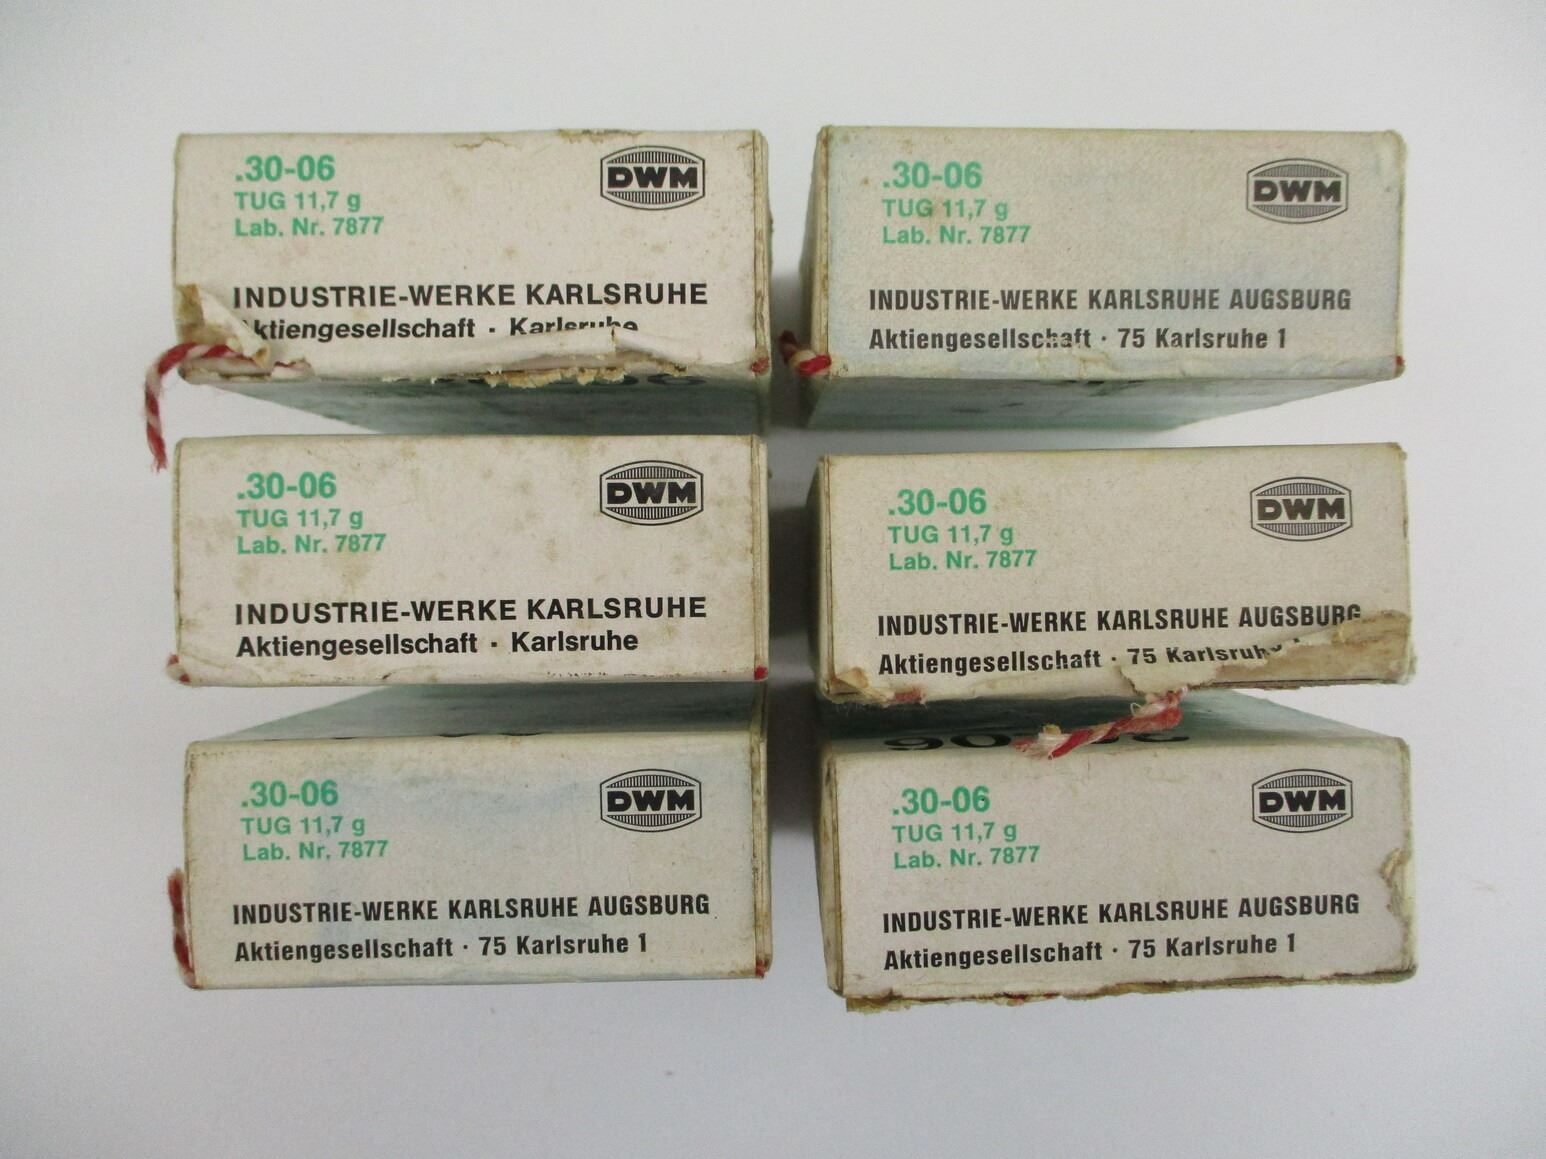 .30-06
DWM
TUG 11,7 g
Lab. Nr. 7877
INDUSTRIE-WERKE KARLSRUHE
Aktiengesellschaft · Karlsruhe
.30-06
DWM
TUG 11,7 g
Lab. Nr. 7877
INDUSTRIE-WERKE KARLSRUHE AUGSBURG
Aktiengesellschaft · 75 Karlsruhe 1
.30-06
DWM
TUG 11,7 g
Lab. Nr. 7877
INDUSTRIE-WERKE KARLSRUHE
Aktiengesellschaft · Karlsruhe
.30-06
DWM
TUG 11,7 g
Lab. Nr. 7877
INDUSTRIE-WERKE KARLSRUHE AUGSBURG
Aktiengesellschaft · 75 Karlsruhe
.30-06
DWM
TUG 11,7 g
Lab. Nr. 7877
INDUSTRIE-WERKE KARLSRUHE AUGSBURG
Aktiengesellschaft · 75 Karlsruhe 1
.30-06
DWM
TUG 11,7 g
Lab. Nr. 7877
INDUSTRIE-WERKE KARLSRUHE AUGSBURG
Aktiengesellschaft · 75 Karlsruhe 1